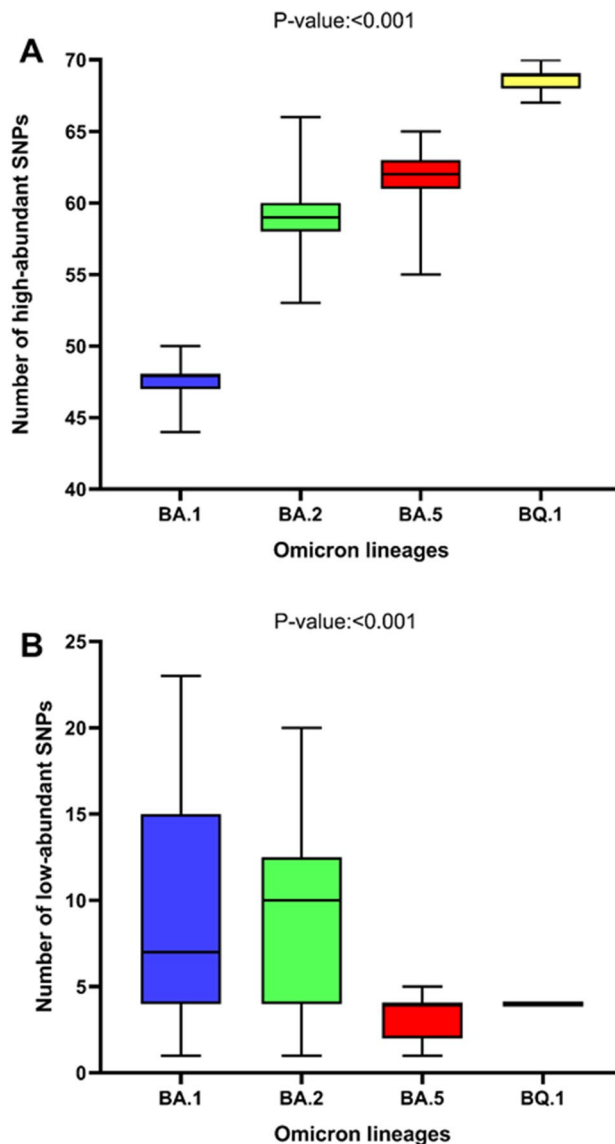 P-value:<0.001
A
Number of high-abundant SNPs
70
65
60
55
50
45
40
BA.1 BA.2 BA.5 BQ.1
Omicron lineages
P-value:<0.001
B
Number of low-abundant SNPs
25
20
15
10
5
0
BA.1 BA.2 BA.5 BQ.1
Omicron lineages